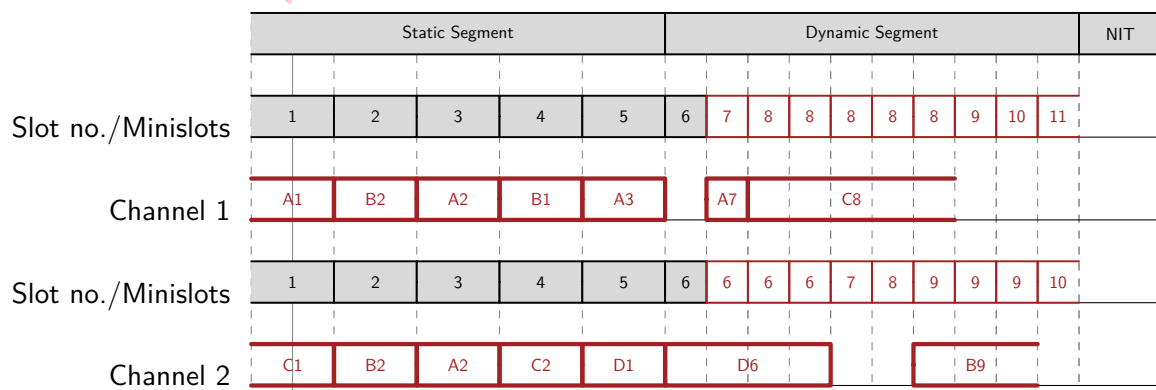 Static Segment Dynamic Segment NIT
Slot no./Minislots 1 2 3 4 5 6 7 8 8 8 8 8 9 10 11
Channel 1 A1 B2 A2 B1 A3 A7 C8
Slot no./Minislots 1 2 3 4 5 6 6 6 6 7 8 9 9 9 10
Channel 2 C1 B2 A2 C2 D1 D6 B9